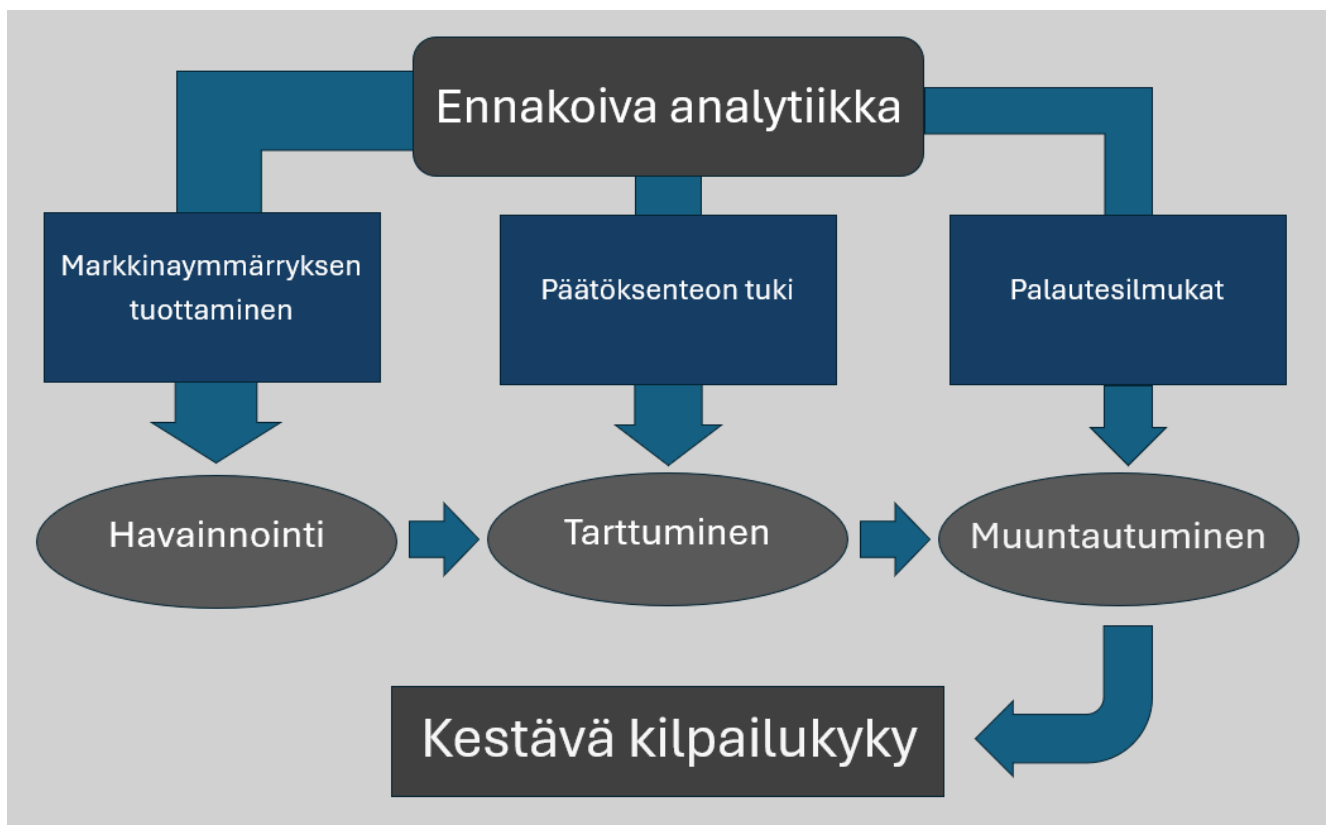 Ennakoiva analytiikka
Markkinaymmärryksen
tuottaminen
Päätöksenteon tuki
Palautesilmukat
Havainnointi
Tarttuminen
Muuntautuminen
Kestävä kilpailukyky